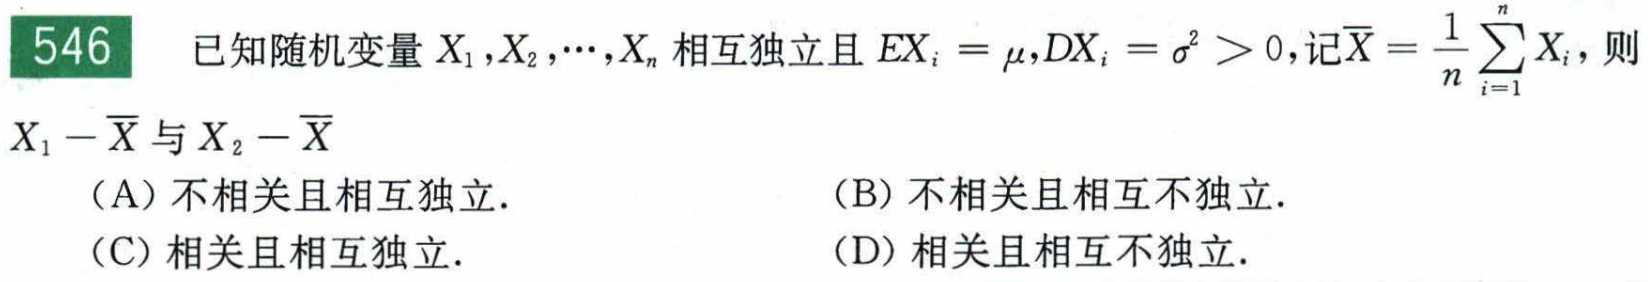 546 已知随机变量 $X_1,X_2,\cdots,X_n$ 相互独立且 $EX_i=\mu,DX_i=\sigma^2>0$,记$\overline{X}=\frac{1}{n}\sum_{i=1}^{n}X_i$,则
$X_1-\overline{X}$ 与 $X_2-\overline{X}$
(A) 不相关且相互独立. (B) 不相关且相互不独立.
(C) 相关且相互独立. (D) 相关且相互不独立.